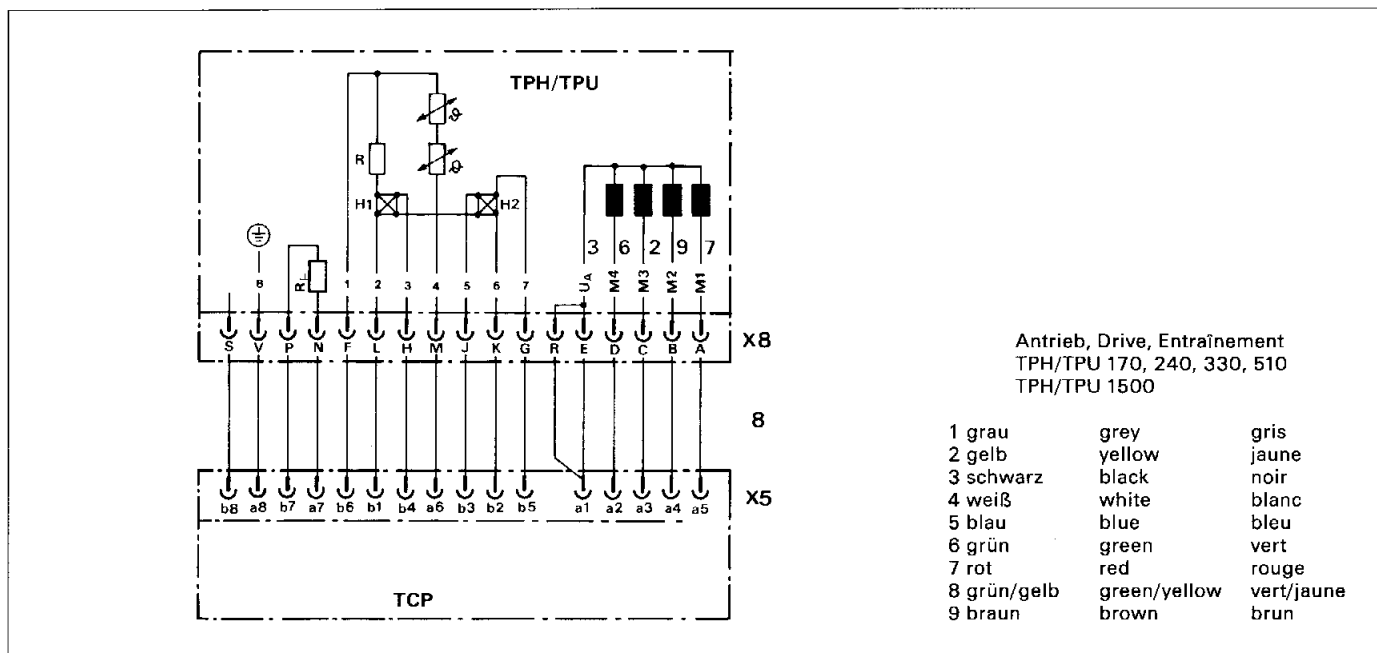 TPH/TPU
ϑ
R
ϑ
H1
H2
3 6 2 9 7
8
1 2 3 4 5 6 7
UA M4 M3 M2 M1
S V P N F L H M J K G R E D C B A
X8
8
X5
b8 a8 b7 a7 b6 b1 b4 a6 b3 b2 b5 a1 a2 a3 a4 a5
TCP
Antrieb, Drive, Entraînement
TPH/TPU 170, 240, 330, 510
TPH/TPU 1500
1 grau grey gris
2 gelb yellow jaune
3 schwarz black noir
4 weiß white blanc
5 blau blue bleu
6 grün green vert
7 rot red rouge
8 grün/gelb green/yellow vert/jaune
9 braun brown brun